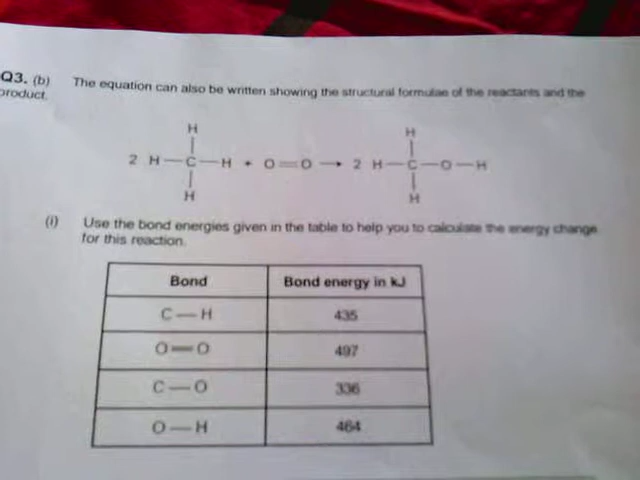 Q3. (b) The equation can also be written showing the structural formulae of the reactants and the
product.
H H
2 H—C—H + O=O → 2 H—C—O—H
H H
(i) Use the bond energies given in the table to help you to calculate the energy change
for this reaction.
Bond Bond energy in kJ
C—H 435
O=O 497
C—O 336
O—H 464